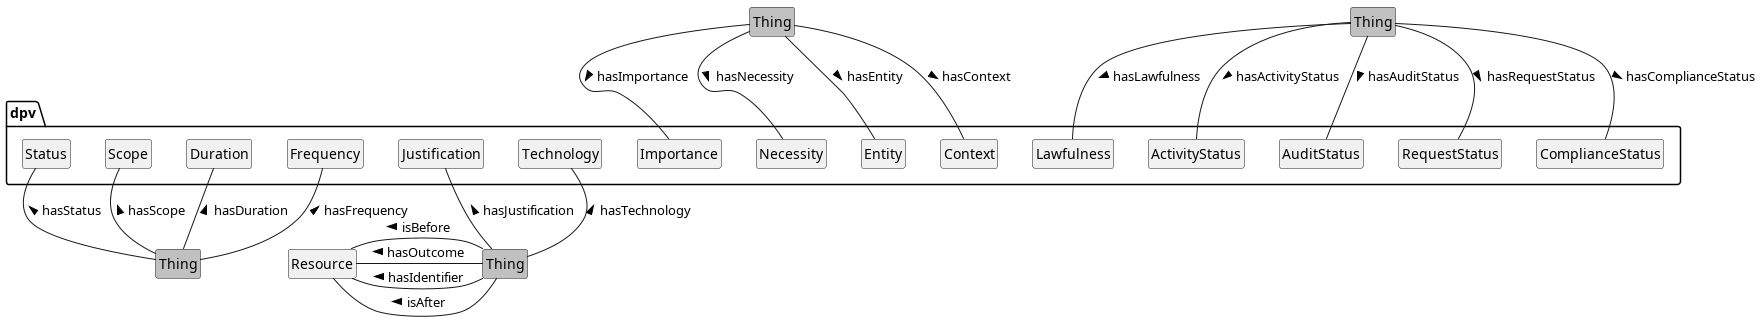 Thing
Thing
hasImportance
hasNecessity
hasEntity
hasContext
hasLawfulness
hasActivityStatus
hasAuditStatus
hasRequestStatus
hasComplianceStatus
dpv
Status
Scope
Duration
Frequency
Justification
Technology
Importance
Necessity
Entity
Context
Lawfulness
ActivityStatus
AuditStatus
RequestStatus
ComplianceStatus
hasStatus
hasScope
hasDuration
hasFrequency
hasJustification
hasTechnology
isBefore
hasOutcome
Thing
Resource
Thing
hasIdentifier
isAfter